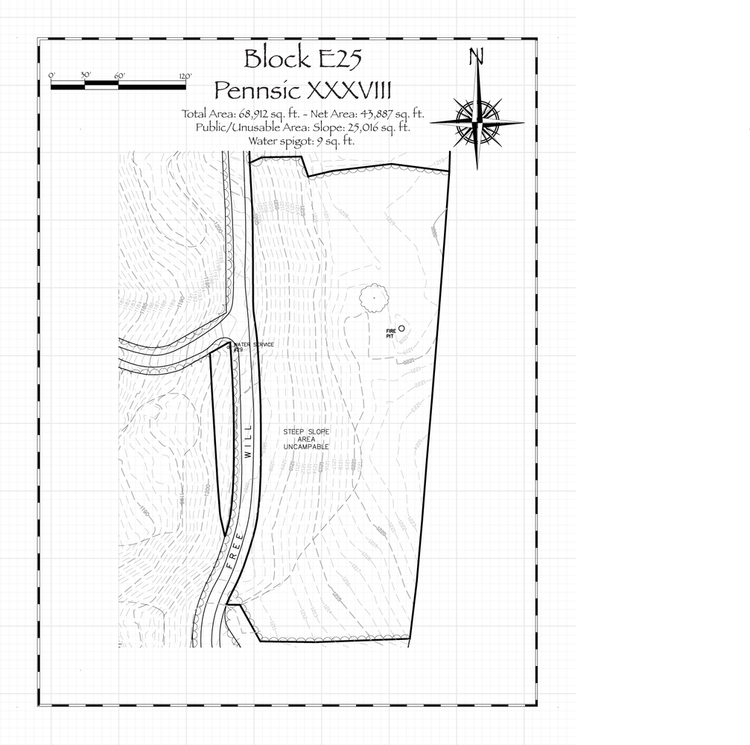 Block E25
Pennsic XXXVIII
Total Area: 68,912 sq. ft. - Net Area: 43,887 sq. ft.
Public/Unusable Area: Slope: 25,016 sq. ft.
Water spigot: 9 sq. ft.
0' 30' 60' 120'
N
FIRE
PIT
WATER SERVICE
STEEP SLOPE
AREA
UNCAMPABLE
FREE WILL